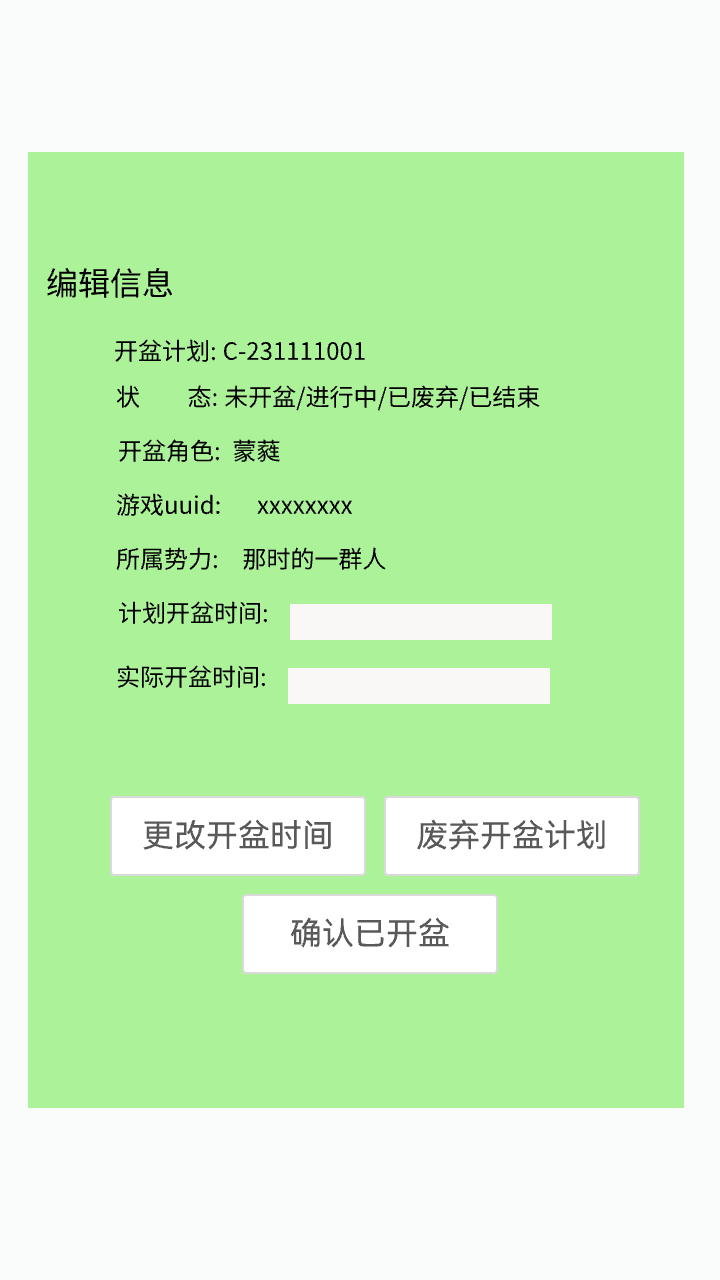 编辑信息
开盆计划: C-231111001
状 态: 未开盆/进行中/已废弃/已结束
开盆角色: 蒙蕤
游戏uuid: xxxxxxxx
所属势力: 那时的一群人
计划开盆时间:
实际开盆时间:
更改开盆时间 废弃开盆计划
确认已开盆